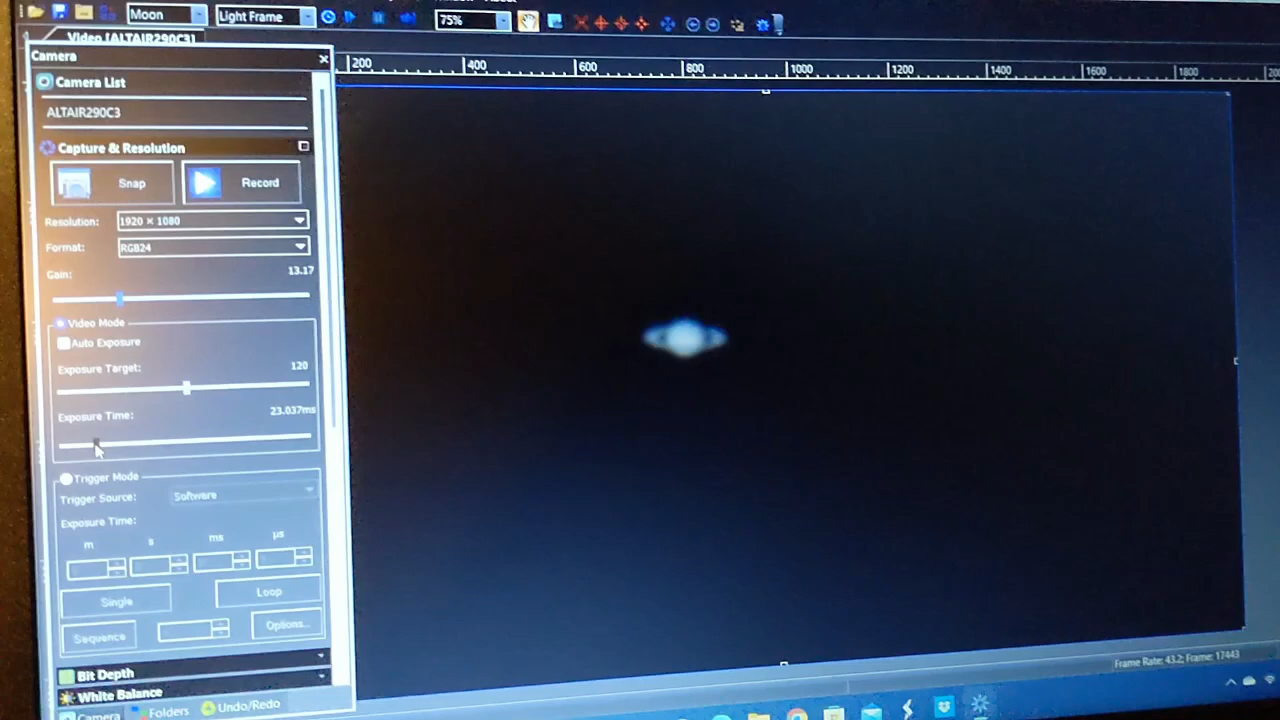 Moon Light Frame 75%
Video [ALTAIR290C3]
Camera
200 400 600 800 1000 1200 1400 1600 1800
Camera List
ALTAIR290C3
Capture & Resolution
Snap Record
Resolution: 1920 × 1080
Format: RGB24
Gain: 13.17
Video Mode
Auto Exposure
Exposure Target: 120
Exposure Time: 23.037ms
Trigger Mode
Trigger Source: Software
Exposure Time:
m s ms µs
Single Loop
Sequence Options...
Bit Depth
White Balance
Camera Folders Undo/Redo
Frame Rate: 43.2; Frame: 17443